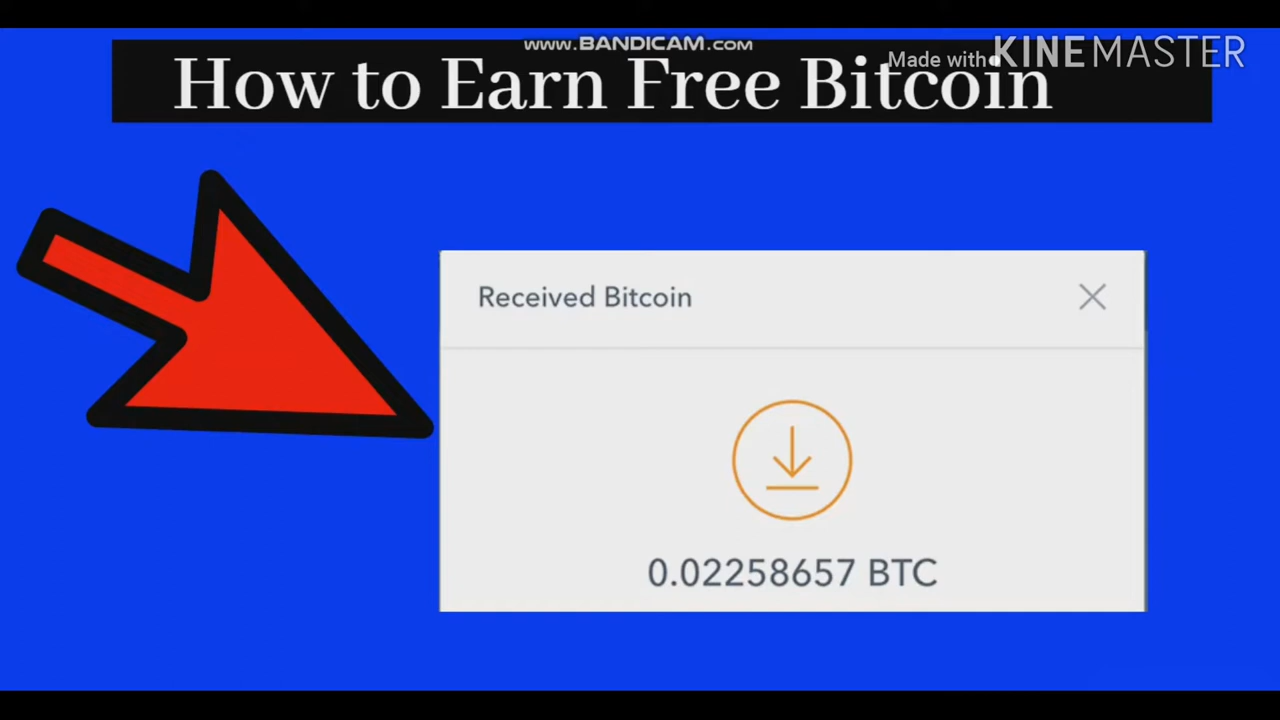 www.BANDICAM.com
Made with KINEMASTER
How to Earn Free Bitcoin
Received Bitcoin
0.02258657 BTC